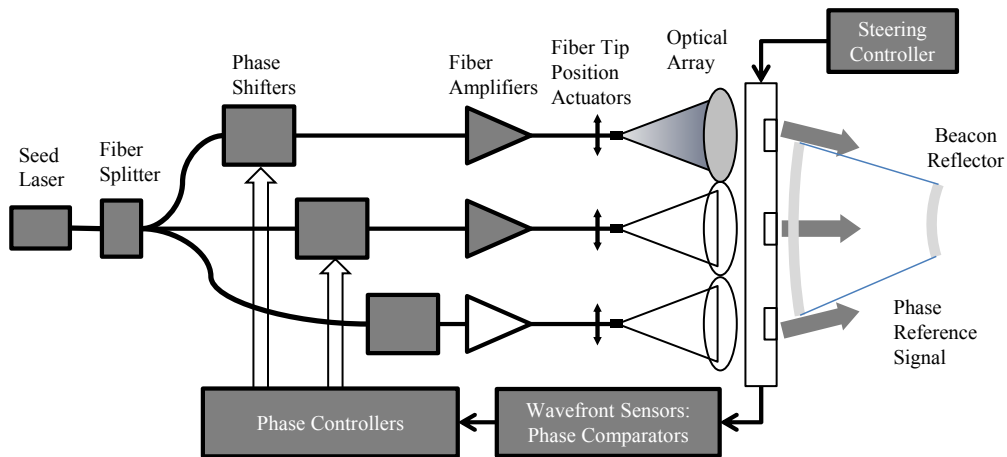 Seed
Laser
Fiber
Splitter
Phase
Shifters
Fiber
Amplifiers
Fiber Tip
Position
Actuators
Optical
Array
Steering
Controller
Beacon
Reflector
Phase
Reference
Signal
Phase Controllers
Wavefront Sensors:
Phase Comparators